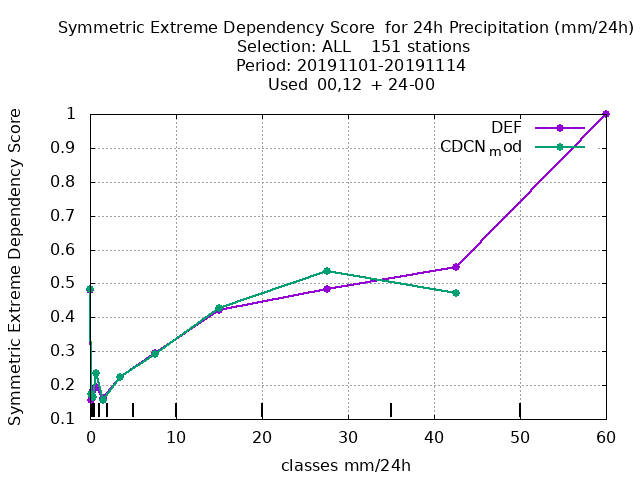 Symmetric Extreme Dependency Score  for 24h Precipitation (mm/24h)
Selection: ALL    151 stations
Period: 20191101-20191114
Used  00,12  + 24-00
Symmetric Extreme Dependency Score
1
0.9
0.8
0.7
0.6
0.5
0.4
0.3
0.2
0.1
DEF
CDCNmod
0 10 20 30 40 50 60
classes mm/24h